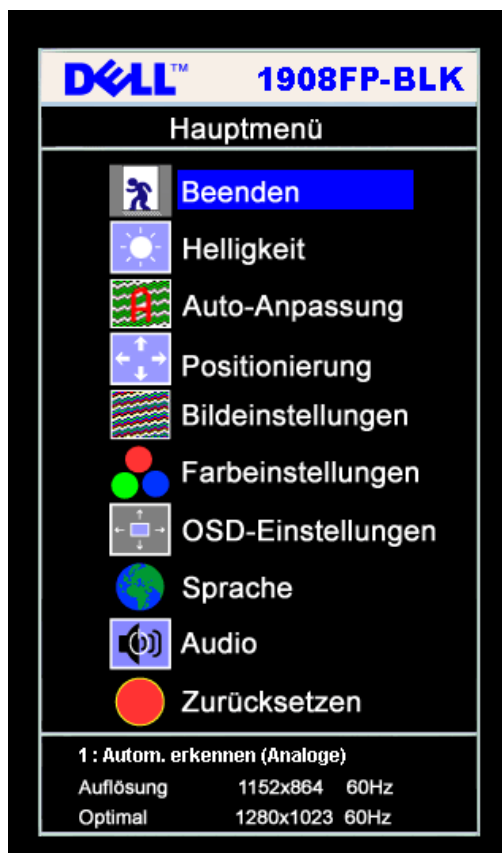 DELL™ 1908FP-BLK
Hauptmenü
Beenden
Helligkeit
Auto-Anpassung
Positionierung
Bildeinstellungen
Farbeinstellungen
OSD-Einstellungen
Sprache
Audio
Zurücksetzen
1 : Autom. erkennen (Analoge)
Auflösung 1152x864 60Hz
Optimal 1280x1023 60Hz